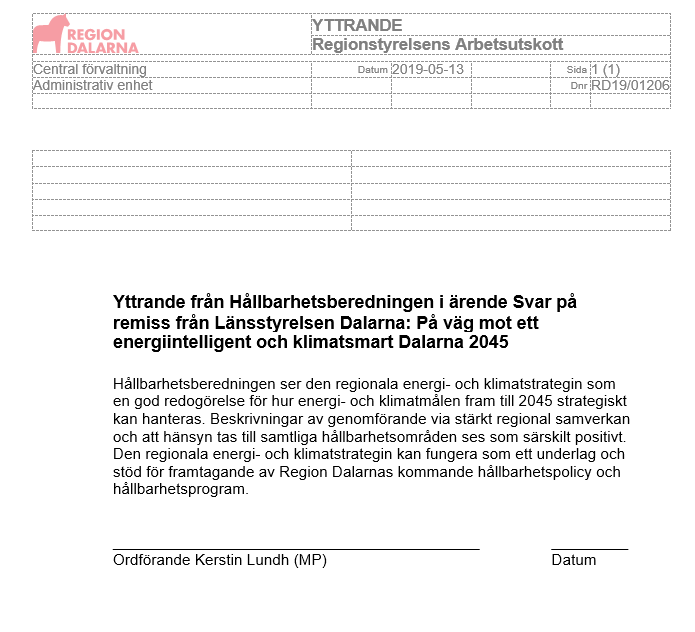 REGION
DALARNA
YTTRANDE
Regionstyrelsens Arbetsutskott
Central förvaltning Datum 2019-05-13 Sida 1 (1)
Administrativ enhet Dnr RD19/01206
Yttrande från Hållbarhetsberedningen i ärende Svar på
remiss från Länsstyrelsen Dalarna: På väg mot ett
energiintelligent och klimatsmart Dalarna 2045
Hållbarhetsberedningen ser den regionala energi- och klimatstrategin som
en god redogörelse för hur energi- och klimatmålen fram till 2045 strategiskt
kan hanteras. Beskrivningar av genomförande via stärkt regional samverkan
och att hänsyn tas till samtliga hållbarhetsområden ses som särskilt positivt.
Den regionala energi- och klimatstrategin kan fungera som ett underlag och
stöd för framtagande av Region Dalarnas kommande hållbarhetspolicy och
hållbarhetsprogram.
Ordförande Kerstin Lundh (MP) Datum